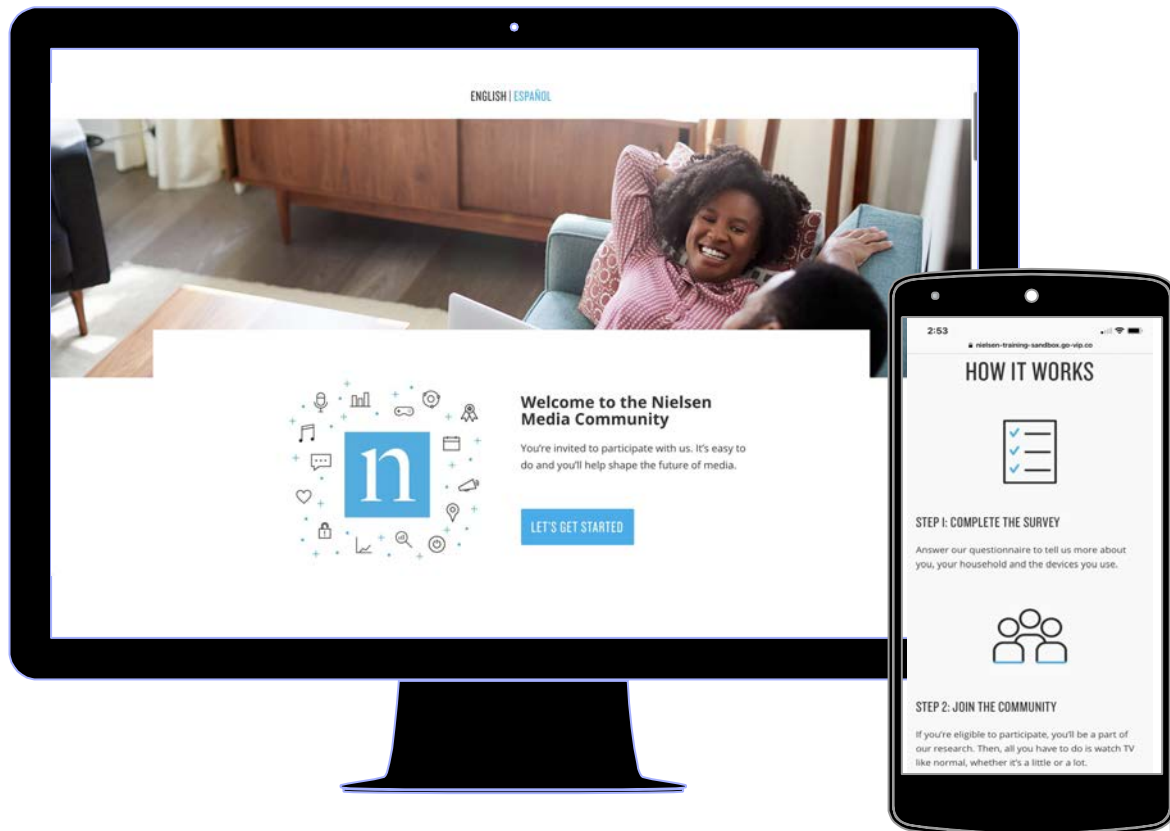 ENGLISH | ESPAÑOL
n
Welcome to the Nielsen
Media Community
You're invited to participate with us. It's easy to
do and you'll help shape the future of media.
LET'S GET STARTED
2:53
nielsen-training-sandbox.go-vip.co
HOW IT WORKS
STEP 1: COMPLETE THE SURVEY
Answer our questionnaire to tell us more about
you, your household and the devices you use.
STEP 2: JOIN THE COMMUNITY
If you're eligible to participate, you'll be a part of
our research. Then, all you have to do is watch TV
like normal, whether it's a little or a lot.